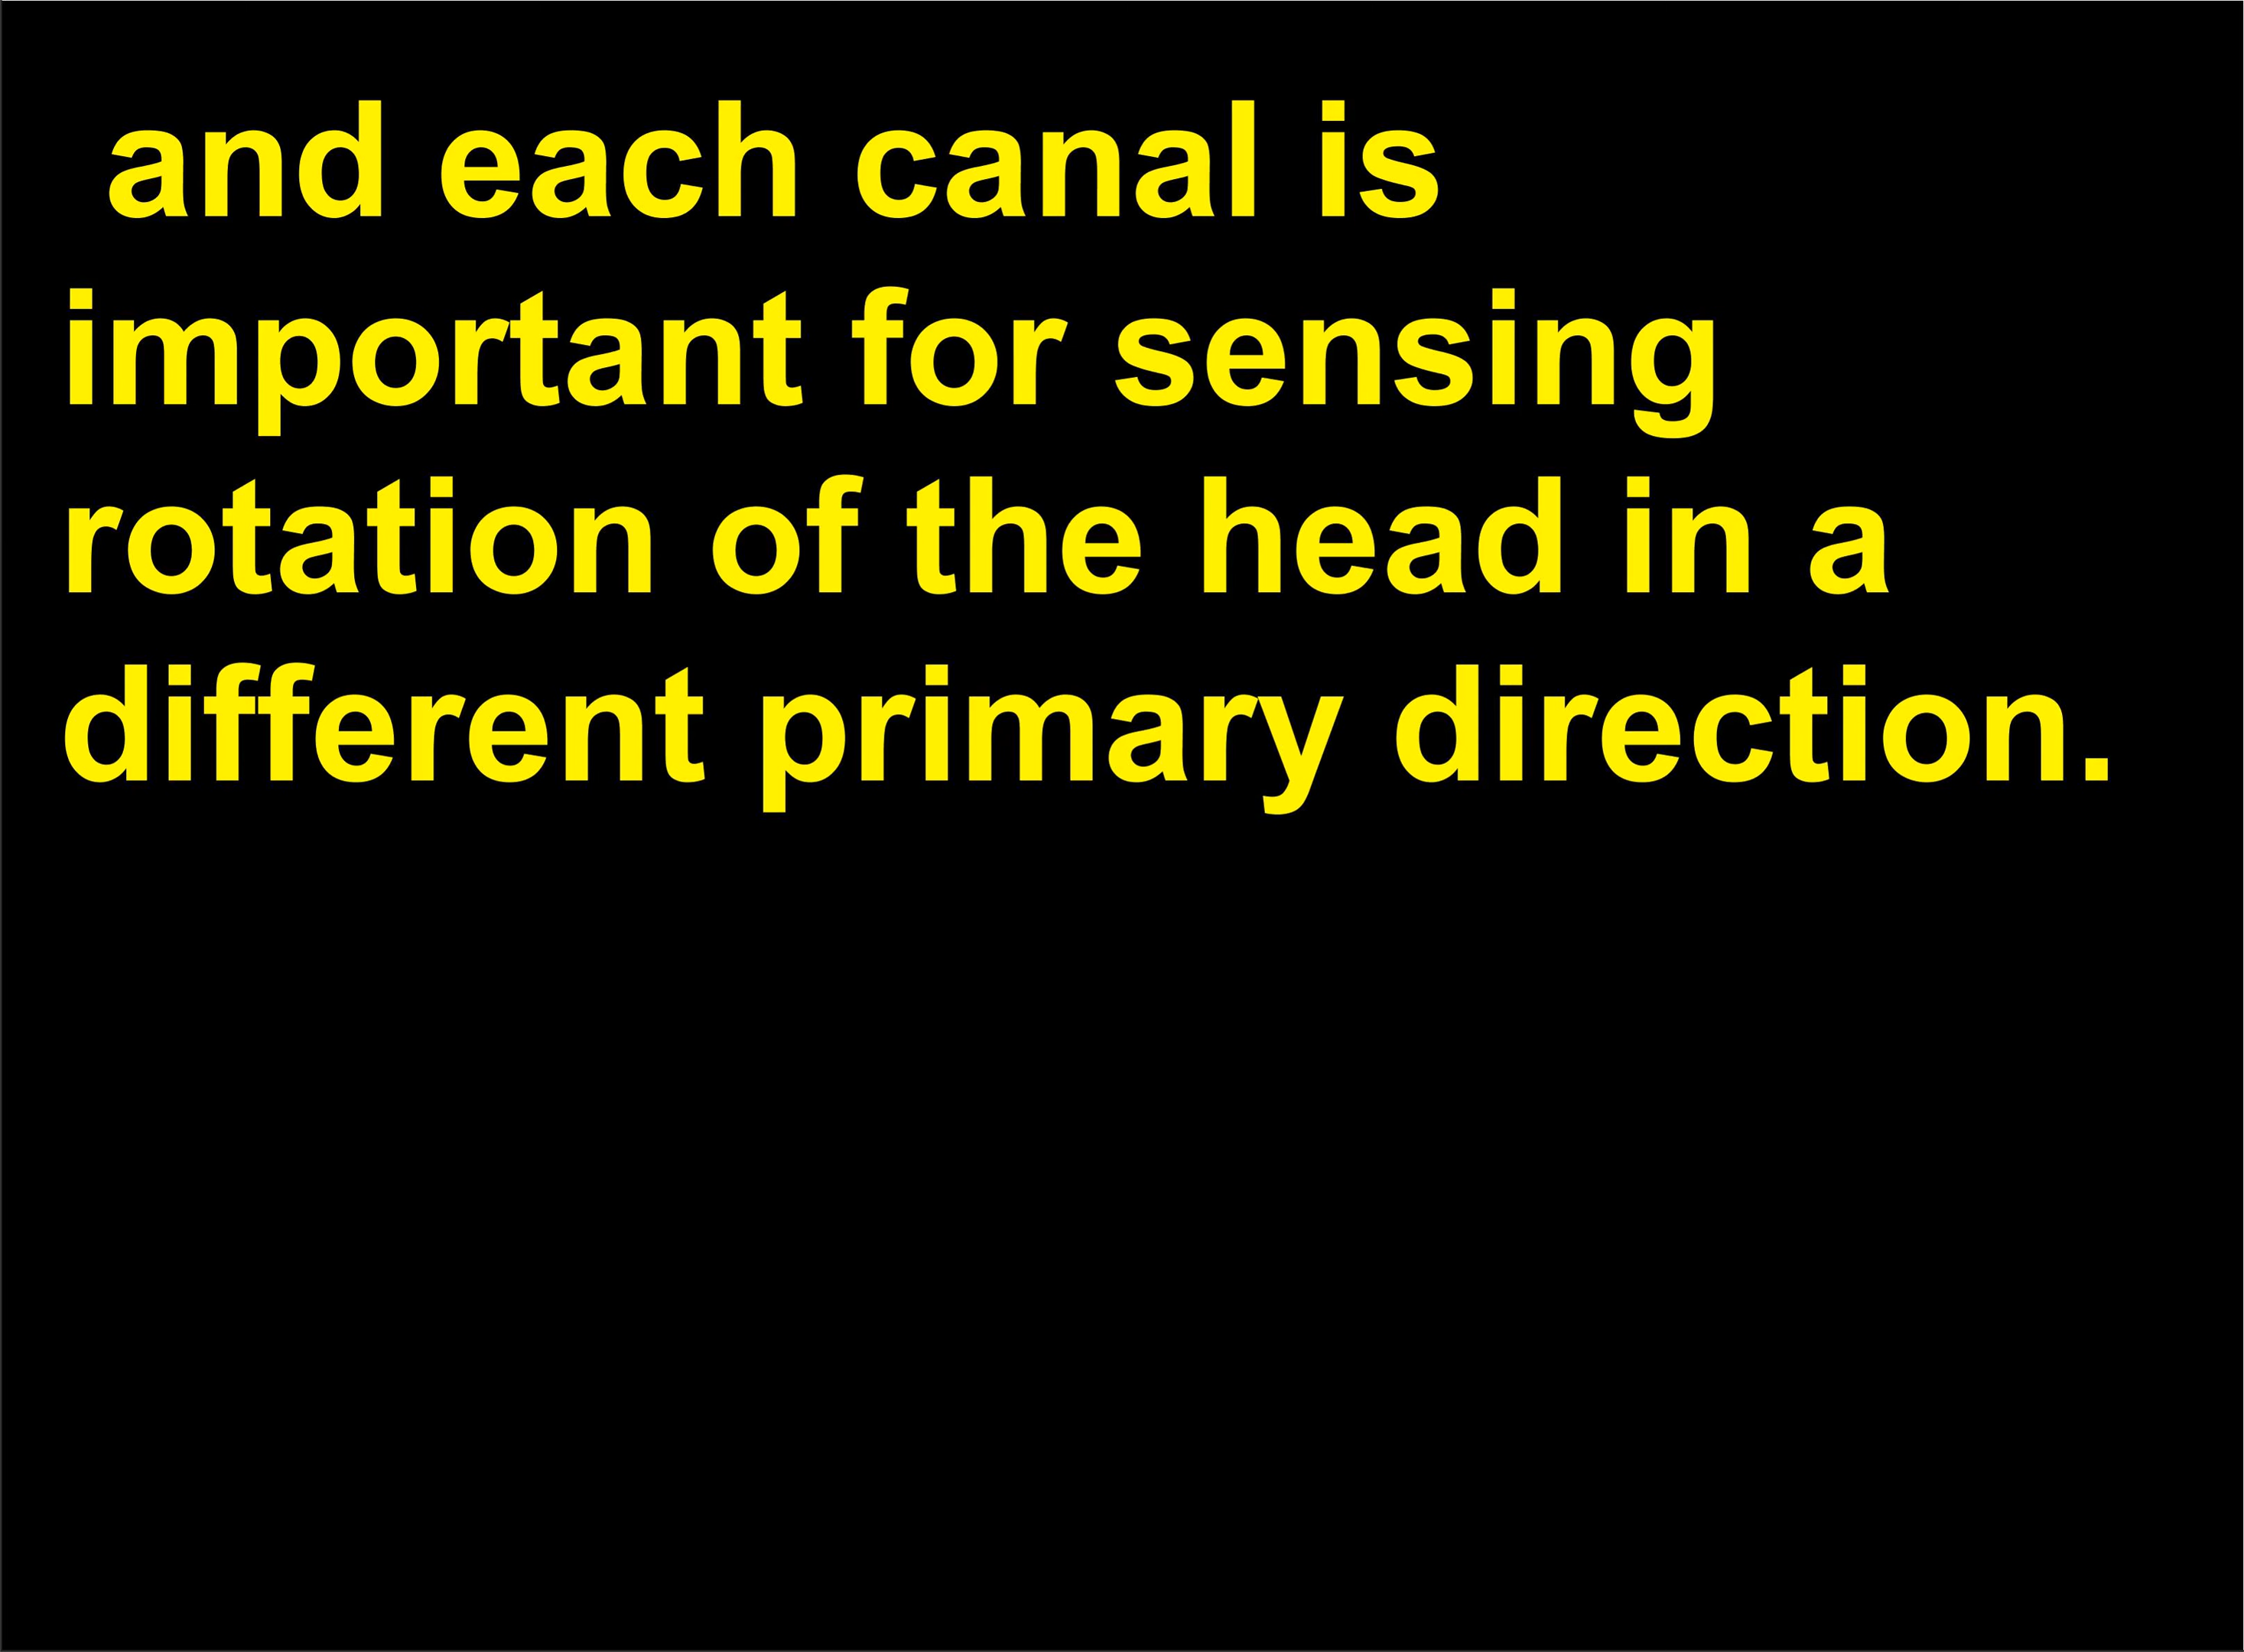 and each canal is
important for sensing
rotation of the head in a
different primary direction.